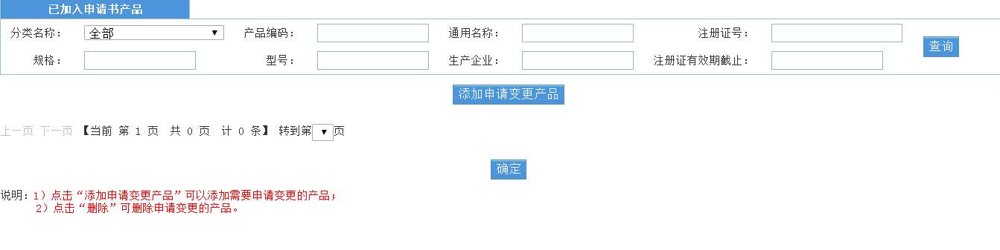 已加入申请书产品
分类名称： 全部 ▼ 产品编码： 通用名称： 注册证号：
查询
规格： 型号： 生产企业： 注册证有效期截止：
添加申请变更产品
上一页 下一页 【当前 第 1 页 共 0 页 计 0 条】 转到第 ▼ 页
确定
说明：1）点击“添加申请变更产品”可以添加需要申请变更的产品；
2）点击“删除”可删除申请变更的产品。